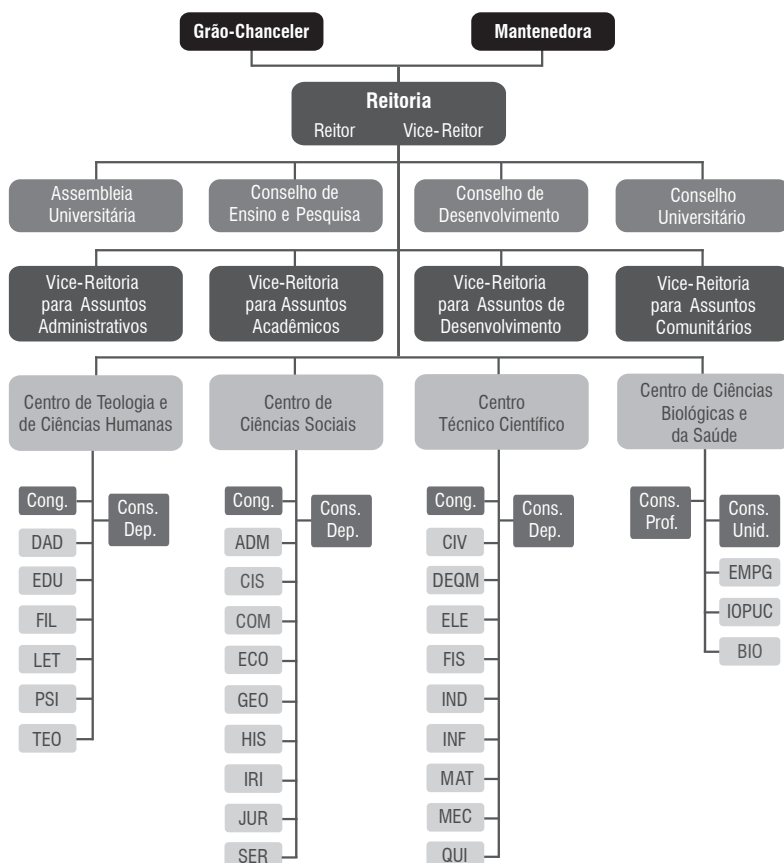 Grão-Chanceler
Mantenedora
Reitoria
Reitor
Vice-Reitor
Assembleia
Universitária
Conselho de
Ensino e Pesquisa
Conselho de
Desenvolvimento
Conselho
Universitário
Vice-Reitoria
para Assuntos
Administrativos
Vice-Reitoria
para Assuntos
Acadêmicos
Vice-Reitoria
para Assuntos de
Desenvolvimento
Vice-Reitoria
para Assuntos
Comunitários
Centro de Teologia e
de Ciências Humanas
Centro de
Ciências Sociais
Centro
Técnico Científico
Centro de Ciências
Biológicas e
da Saúde
Cong.
Cons.
Dep.
DAD
EDU
FIL
LET
PSI
TEO
Cong.
Cons.
Dep.
ADM
CIS
COM
ECO
GEO
HIS
IRI
JUR
SER
Cong.
Cons.
Dep.
CIV
DEQM
ELE
FIS
IND
INF
MAT
MEC
QUI
Cons.
Prof.
Cons.
Unid.
EMPG
IOPUC
BIO